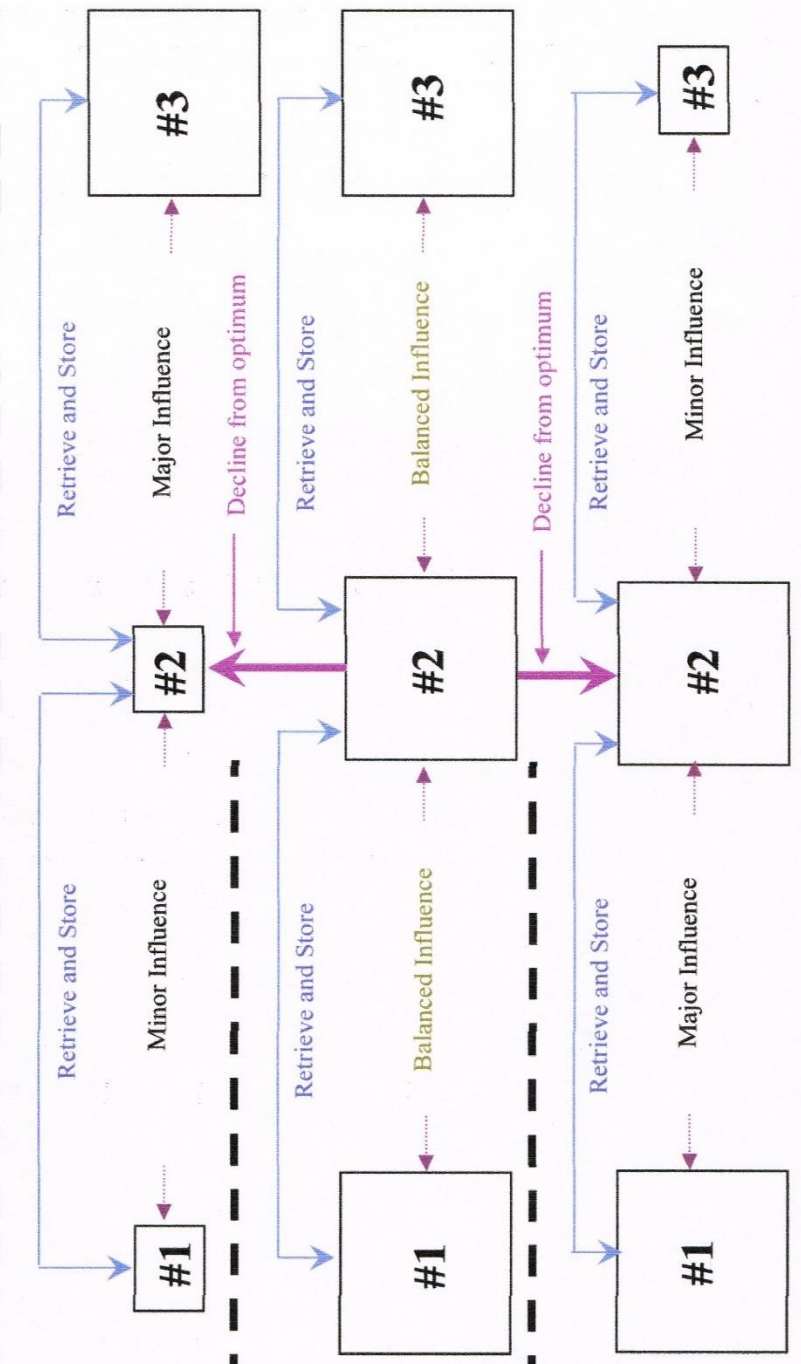 Retrieve and Store
Retrieve and Store
#1
Minor Influence
#2
Major Influence
#3
Decline from optimum
Retrieve and Store
Retrieve and Store
#1
Balanced Influence
#2
Balanced Influence
#3
Decline from optimum
Retrieve and Store
Retrieve and Store
#1
Major Influence
#2
Minor Influence
#3